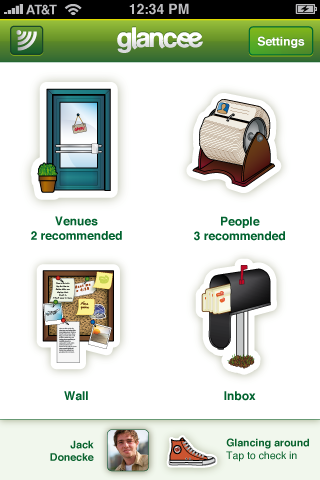 AT&T 12:34 PM
glancee
Settings
Venues
2 recommended
People
3 recommended
Wall
Inbox
Jack
Donecke
Glancing around
Tap to check in